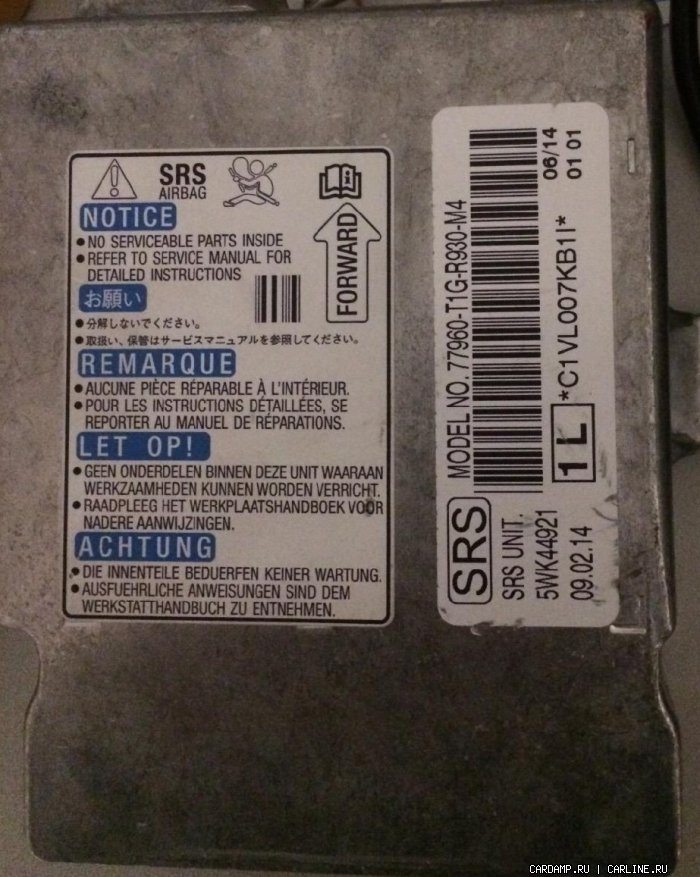 SRS
AIRBAG
NOTICE
● NO SERVICEABLE PARTS INSIDE
● REFER TO SERVICE MANUAL FOR
DETAILED INSTRUCTIONS
FORWARD
お願い
● 分解しないでください。
● 取扱い、保管はサービスマニュアルを参照してください。
REMARQUE
● AUCUNE PIÈCE RÉPARABLE À L'INTÉRIEUR.
● POUR LES INSTRUCTIONS DÉTAILLÉES, SE
REPORTER AU MANUEL DE RÉPARATIONS.
LET OP!
● GEEN ONDERDELEN BINNEN DEZE UNIT WAARAAN
WERKZAAMHEDEN KUNNEN WORDEN VERRICHT.
● RAADPLEEG HET WERKPLAATSHANDBOEK VOOR
NADERE AANWIJZINGEN.
ACHTUNG
● DIE INNENTEILE BEDUERFEN KEINER WARTUNG.
● AUSFUEHRLICHE ANWEISUNGEN SIND DEM
WERKSTATTHANDBUCH ZU ENTNEHMEN.
SRS
MODEL NO. 77960-T1G-R930-M4
SRS UNIT.
5WK44921
09.02.14
1L
*C1VL007KB1I*
06/14
01 01
CARDAMP.RU | CARLINE.RU